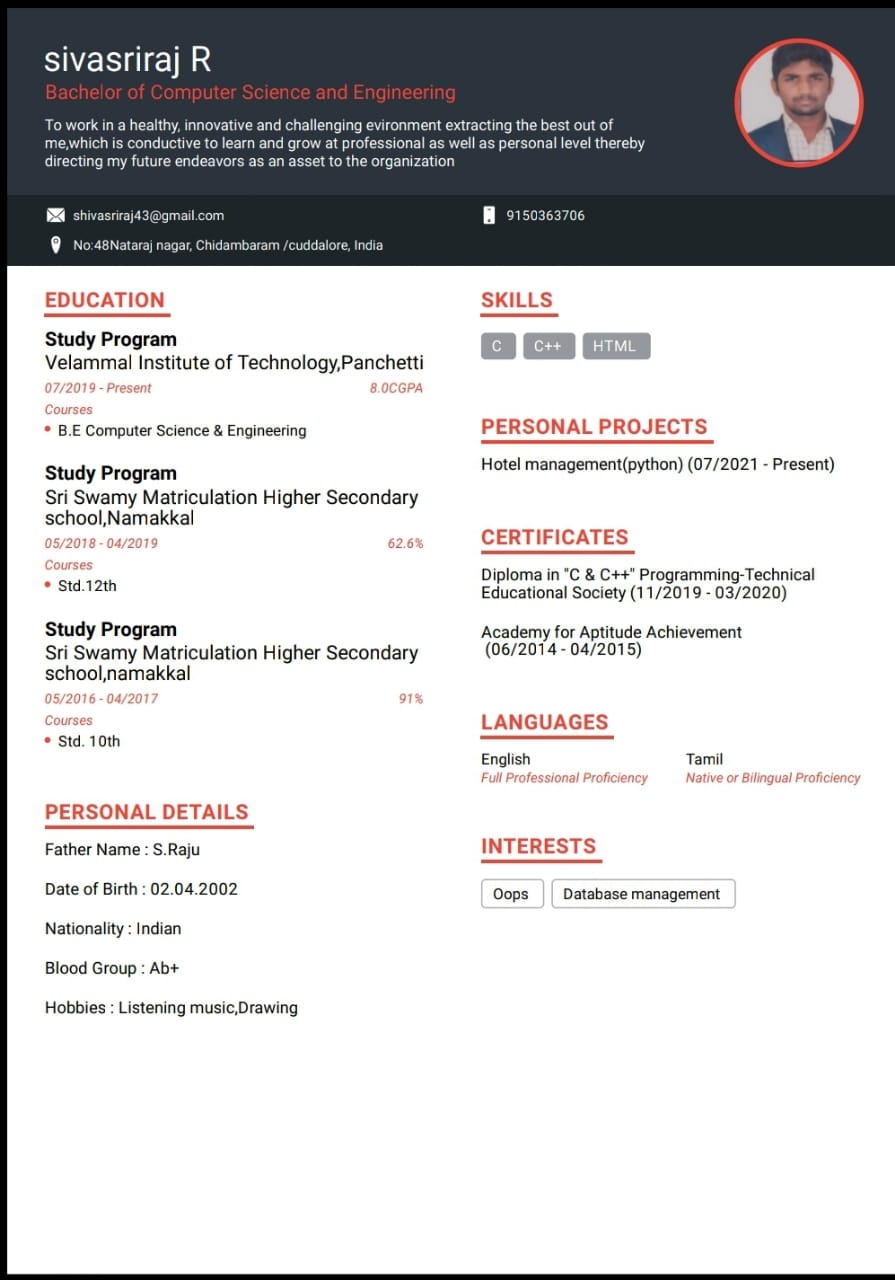 sivasriraj R
Bachelor of Computer Science and Engineering
To work in a healthy, innovative and challenging evironment extracting the best out of
me,which is conductive to learn and grow at professional as well as personal level thereby
directing my future endeavors as an asset to the organization
shivasriraj43@gmail.com
9150363706
No:48Nataraj nagar, Chidambaram /cuddalore, India
EDUCATION
Study Program
Velammal Institute of Technology,Panchetti
07/2019 - Present 8.0CGPA
Courses
• B.E Computer Science & Engineering
Study Program
Sri Swamy Matriculation Higher Secondary
school,Namakkal
05/2018 - 04/2019 62.6%
Courses
• Std.12th
Study Program
Sri Swamy Matriculation Higher Secondary
school,namakkal
05/2016 - 04/2017 91%
Courses
• Std. 10th
PERSONAL DETAILS
Father Name : S.Raju
Date of Birth : 02.04.2002
Nationality : Indian
Blood Group : Ab+
Hobbies : Listening music,Drawing
SKILLS
C C++ HTML
PERSONAL PROJECTS
Hotel management(python) (07/2021 - Present)
CERTIFICATES
Diploma in "C & C++" Programming-Technical
Educational Society (11/2019 - 03/2020)
Academy for Aptitude Achievement
(06/2014 - 04/2015)
LANGUAGES
English Tamil
Full Professional Proficiency Native or Bilingual Proficiency
INTERESTS
Oops Database management